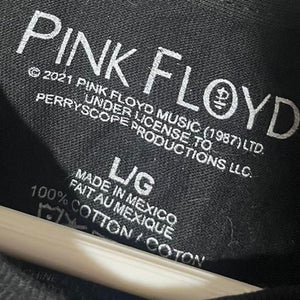 PINK FLOYD
© 2021 PINK FLOYD MUSIC (1987) LTD.
UNDER LICENSE TO
PERRYSCOPE PRODUCTIONS LLC.
L/G
MADE IN MEXICO
FAIT AU MEXIQUE
100% COTTON / COTON